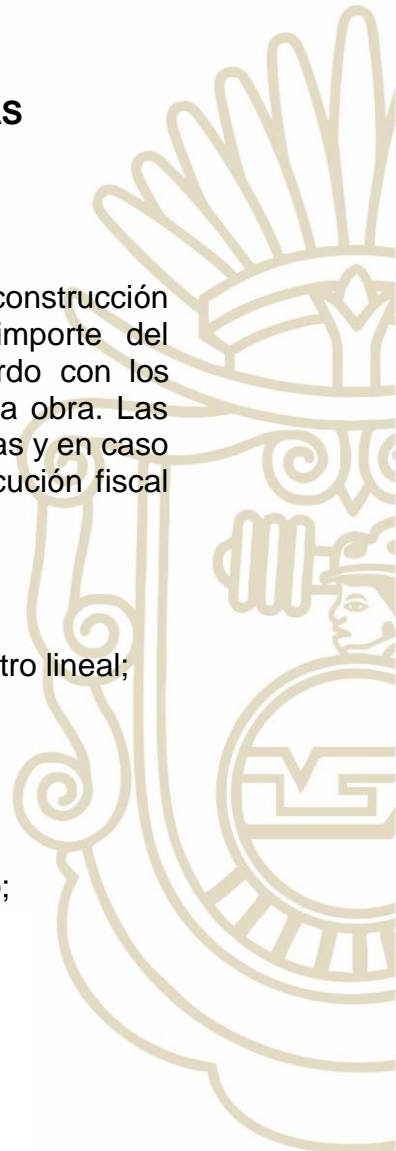 AS
construcción
importe del
rdo con los
a obra. Las
as y en caso
cución fiscal
tro lineal;
;